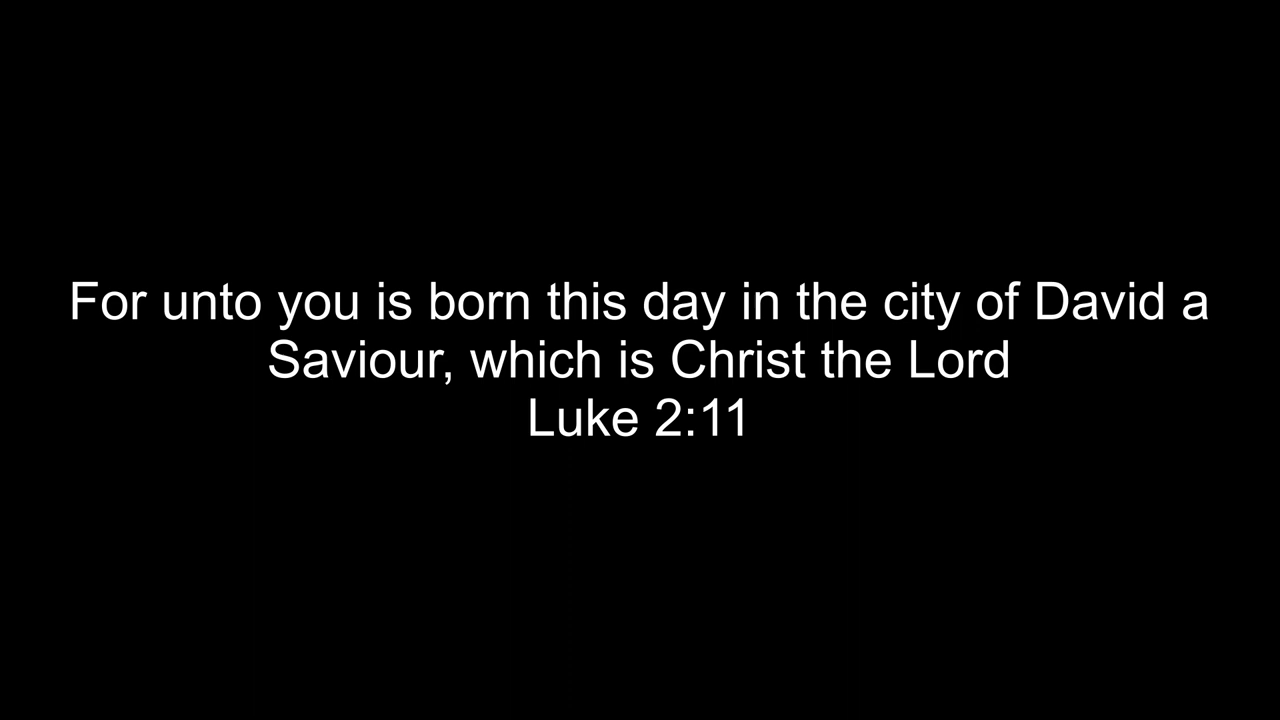 For unto you is born this day in the city of David a
Saviour, which is Christ the Lord
Luke 2:11